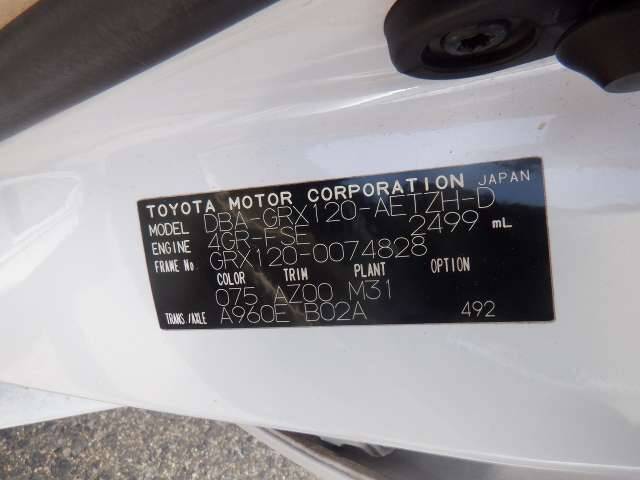 TOYOTA MOTOR CORPORATION JAPAN
MODEL DBA-GRX120-AETZH-D
ENGINE 4GR-FSE 2499 mL
FRAME No GRX120-0074828
COLOR TRIM PLANT OPTION
075 AZ00 M31
TRANS/AXLE A960E B02A 492